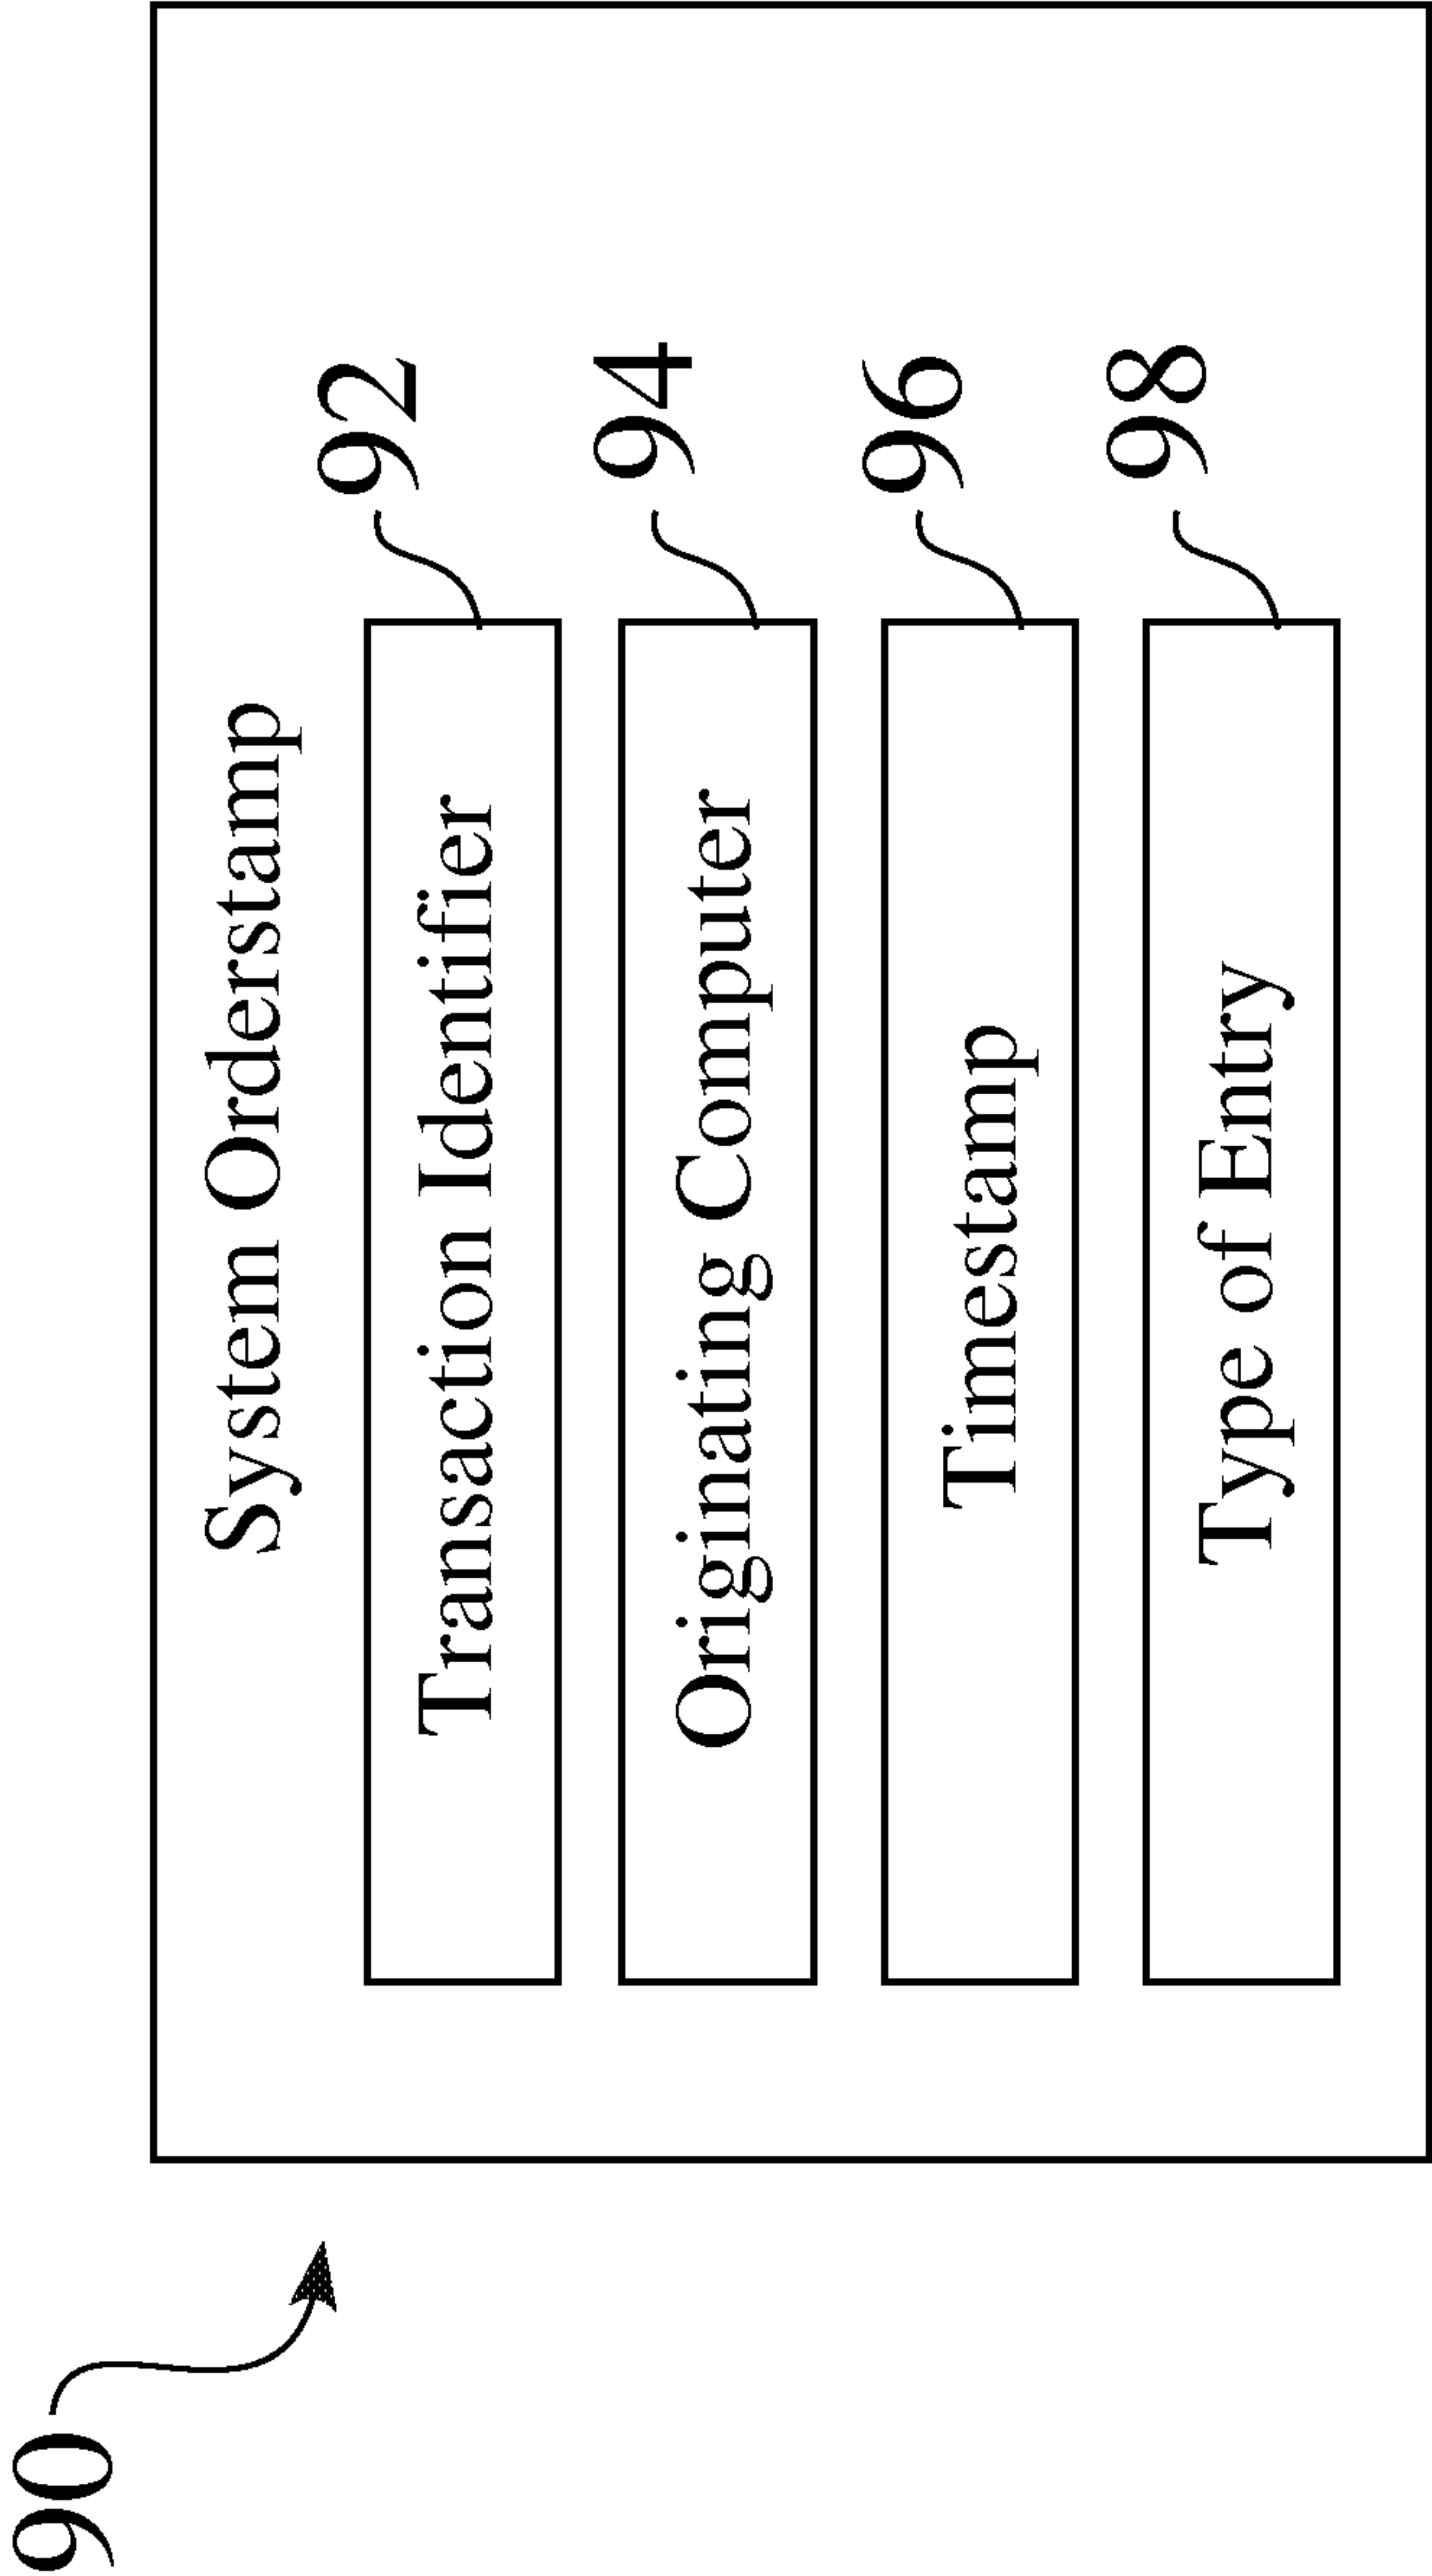 90
System Orderstamp
Transaction Identifier
92
Originating Computer
94
Timestamp
96
Type of Entry
98